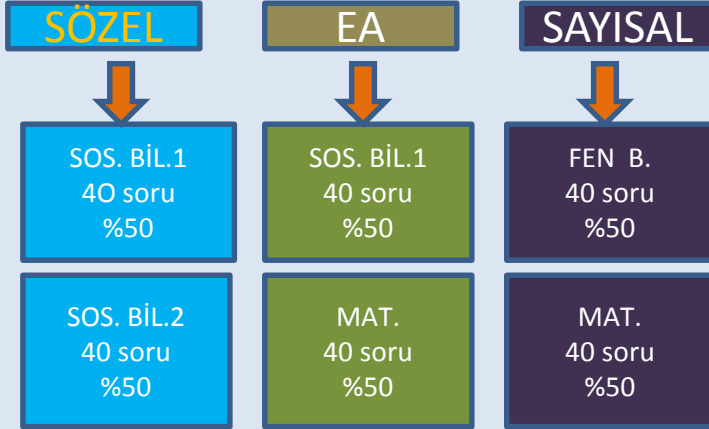 SÖZEL
EA
SAYISAL
SOS. BİL.1
4O soru
%50
SOS. BİL.1
40 soru
%50
FEN B.
40 soru
%50
SOS. BİL.2
40 soru
%50
MAT.
40 soru
%50
MAT.
40 soru
%50